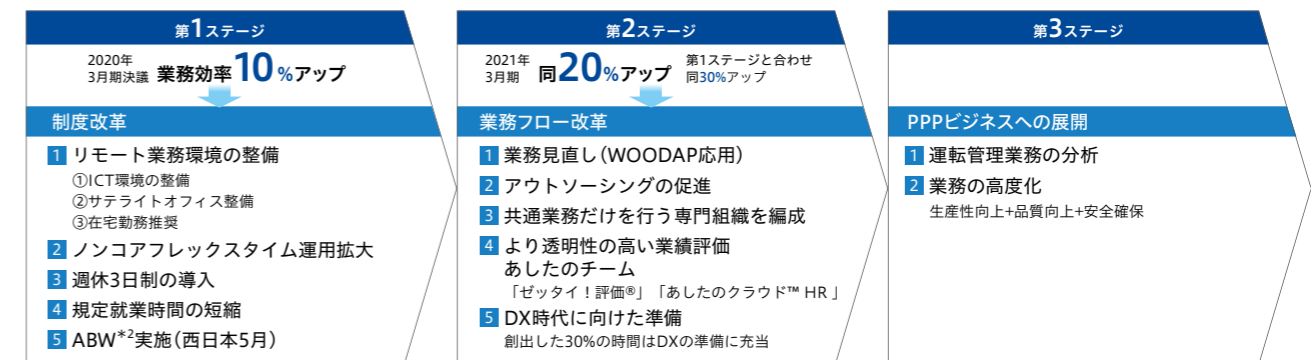 第1ステージ
2020年
3月期決議 業務効率10%アップ
制度改革
1 リモート業務環境の整備
①ICT環境の整備
②サテライトオフィス整備
③在宅勤務推奨
2 ノンコアフレックスタイム運用拡大
3 週休3日制の導入
4 規定就業時間の短縮
5 ABW*2実施(西日本5月)
第2ステージ
2021年
3月期 同20%アップ
第1ステージと合わせ
同30%アップ
業務フロー改革
1 業務見直し(WOODAP応用)
2 アウトソーシングの促進
3 共通業務だけを行う専門組織を編成
4 より透明性の高い業績評価
あしたのチーム
「ゼッタイ!評価®」「あしたのクラウド™ HR 」
5 DX時代に向けた準備
創出した30%の時間はDXの準備に充当
第3ステージ
PPPビジネスへの展開
1 運転管理業務の分析
2 業務の高度化
生産性向上+品質向上+安全確保